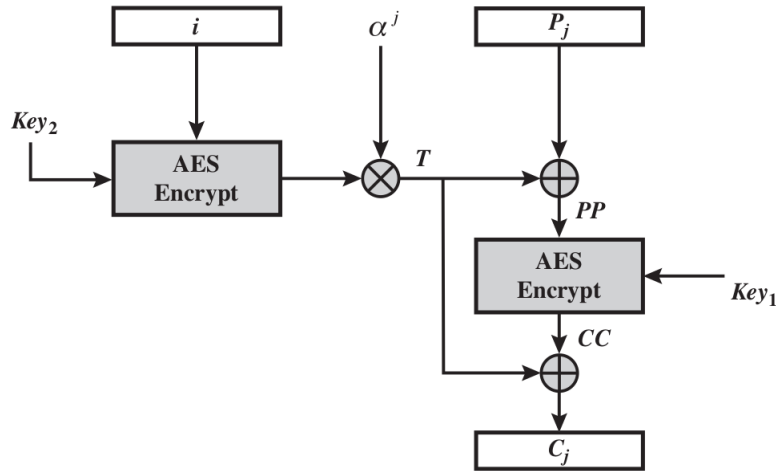 i
α^j
P_j
Key_2
AES
Encrypt
T
PP
AES
Encrypt
Key_1
CC
C_j